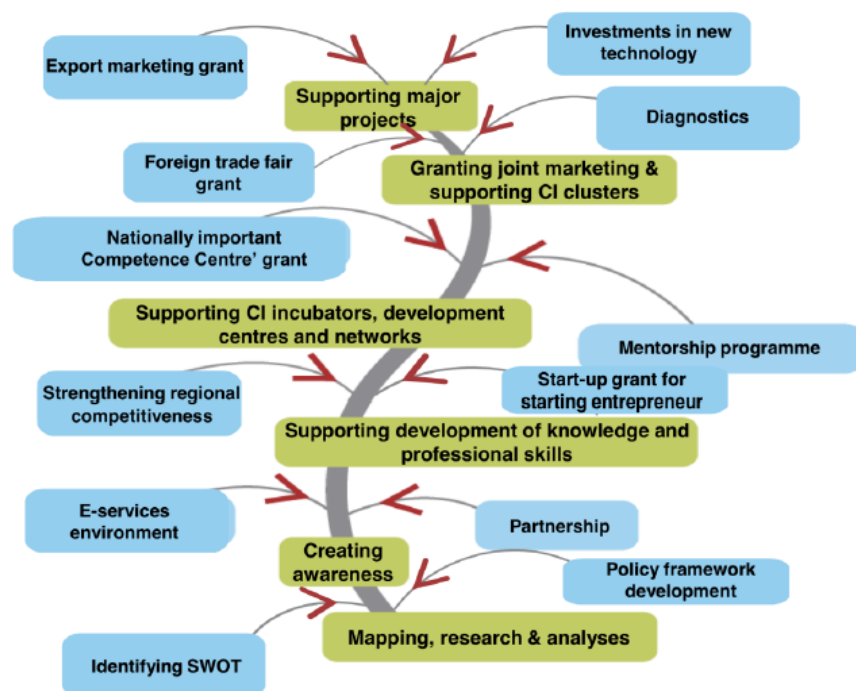 Investments in new
technology
Export marketing grant
Supporting major
projects
Diagnostics
Foreign trade fair
grant
Granting joint marketing &
supporting CI clusters
Nationally important
Competence Centre’ grant
Supporting CI incubators, development
centres and networks
Mentorship programme
Strengthening regional
competitiveness
Start-up grant for
starting entrepreneur
Supporting development of knowledge and
professional skills
E-services
environment
Partnership
Creating
awareness
Policy framework
development
Mapping, research & analyses
Identifying SWOT